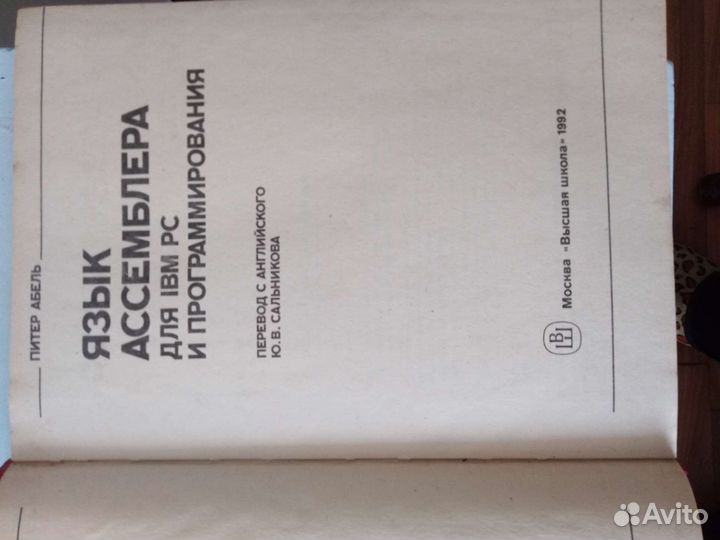 ПИТЕР АБЕЛЬ
ЯЗЫК
АССЕМБЛЕРА
ДЛЯ IBM PC
И ПРОГРАММИРОВАНИЯ
ПЕРЕВОД С АНГЛИЙСКОГО
Ю. В. САЛЬНИКОВА
Москва «Высшая школа» 1992
Avito